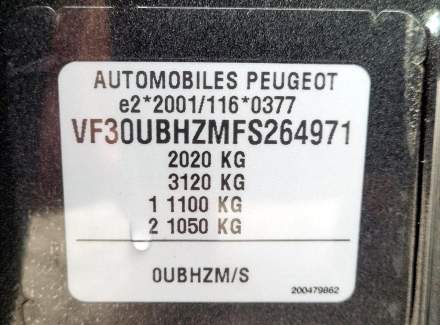 AUTOMOBILES PEUGEOT
e2*2001/116*0377
VF30UBHZMFS264971
2020 KG
3120 KG
1 1100 KG
2 1050 KG
0UBHZM/S
200479862